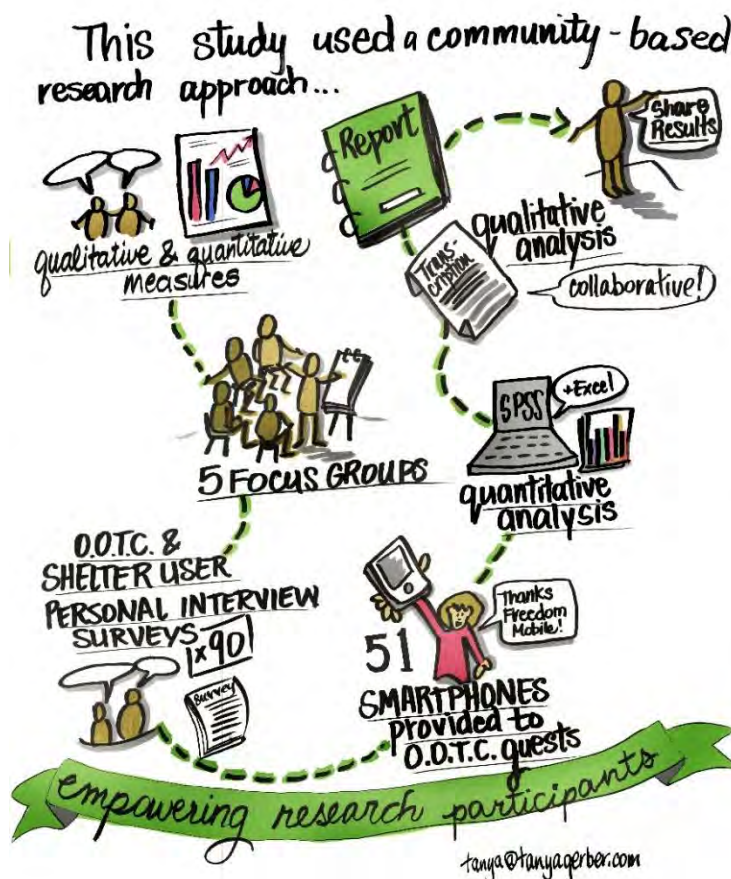 This study used a community-based
research approach...
qualitative & quantitative
measures
5 FOCUS GROUPS
O.O.T.C. &
SHELTER USER
PERSONAL INTERVIEW
SURVEYS
x90
Survey
51
SMARTPHONES
provided to
O.O.T.C. guests
Thanks
Freedom
Mobile!
SPSS
+Excel
quantitative
analysis
Trans-
cription
qualitative
analysis
collaborative!
Report
Share
Results
empowering research participants
tanya@tanyagerber.com